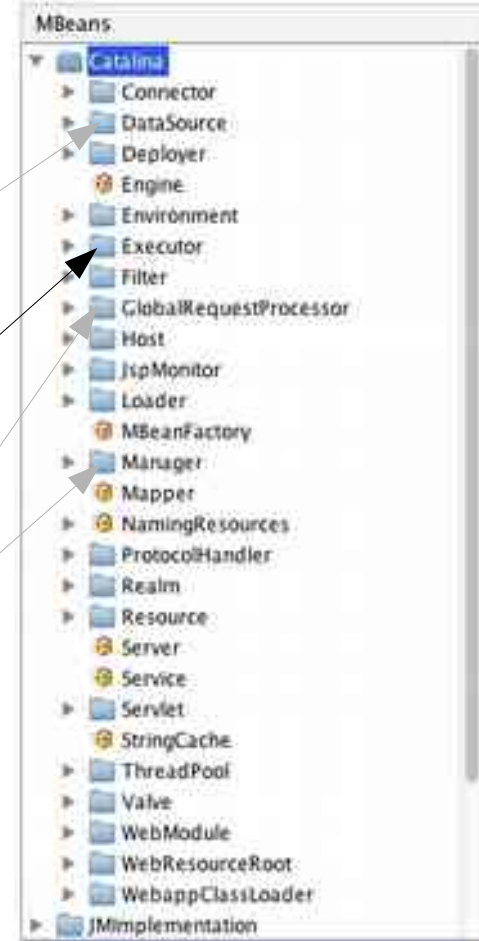 MBeans
Catalina
Connector
DataSource
Deployer
Engine
Environment
Executor
Filter
GlobalRequestProcessor
Host
JspMonitor
Loader
MBeanFactory
Manager
Mapper
NamingResources
ProtocolHandler
Realm
Resource
Server
Service
Servlet
StringCache
ThreadPool
Valve
WebModule
WebResourceRoot
WebappClassLoader
JMImplementation